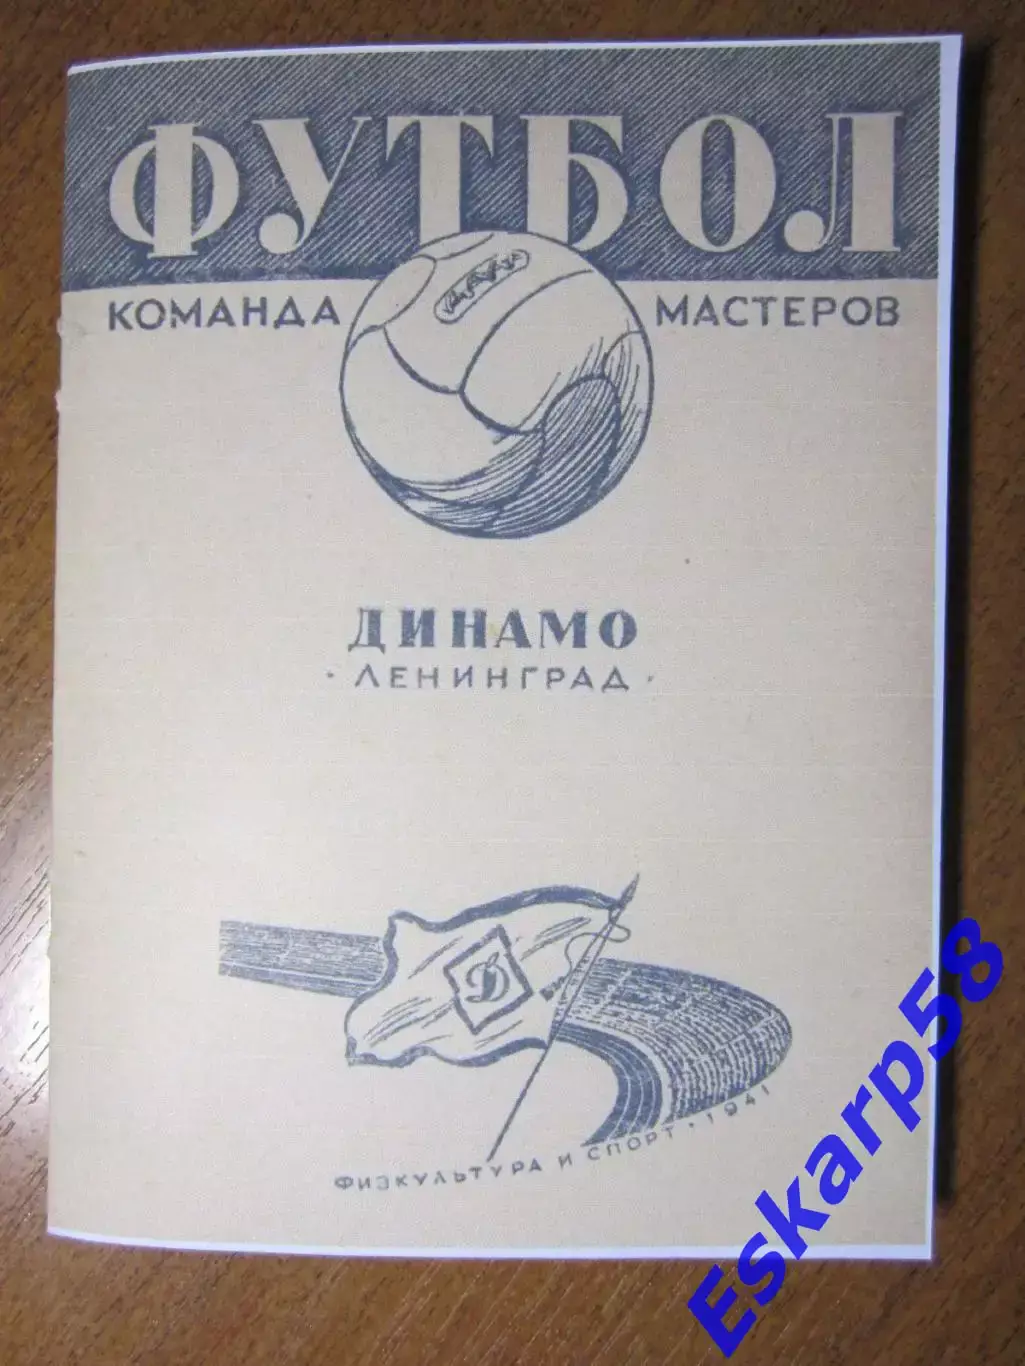 ФУТБОЛ
КОМАНДА МАСТЕРОВ
ДИНАМО
· ЛЕНИНГРАД ·
Д
ФИЗКУЛЬТУРА И СПОРТ · 1941
Eskarp58